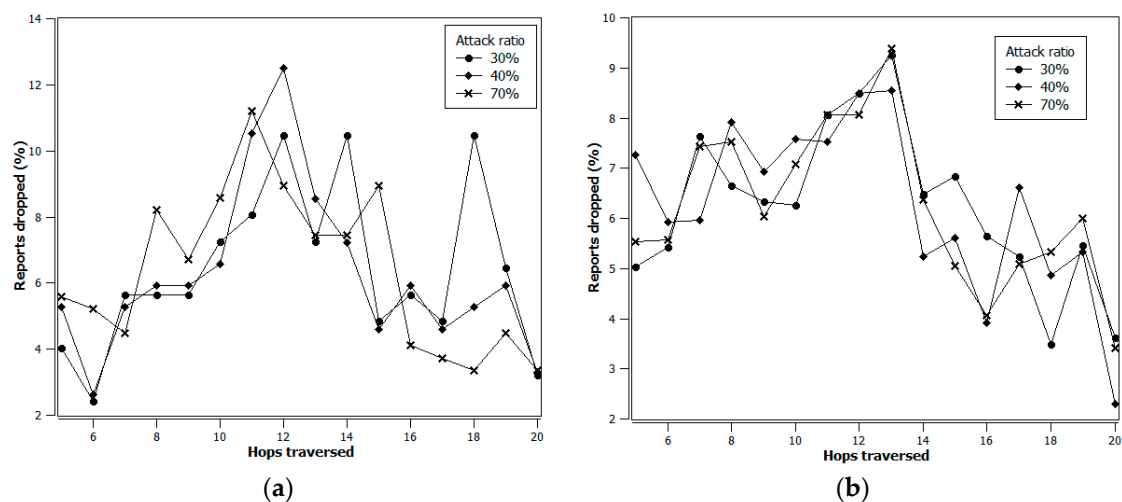 14
12
10
8
6
4
2
Reports dropped (%)
Attack ratio
30%
40%
70%
6 8 10 12 14 16 18 20
Hops traversed
(a)
10
9
8
7
6
5
4
3
2
Reports dropped (%)
Attack ratio
30%
40%
70%
6 8 10 12 14 16 18 20
Hops traversed
(b)